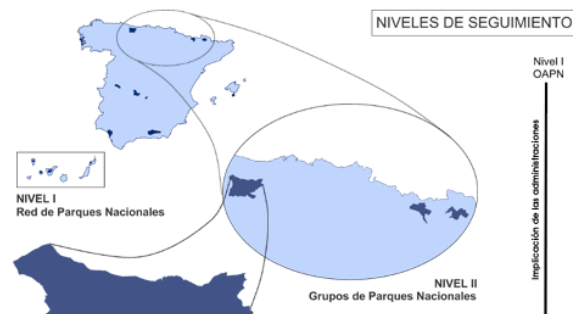 NIVELES DE SEGUIMIENTO
Nivel I
OAPN
Implicación de las administraciones
NIVEL I
Red de Parques Nacionales
NIVEL II
Grupos de Parques Nacionales